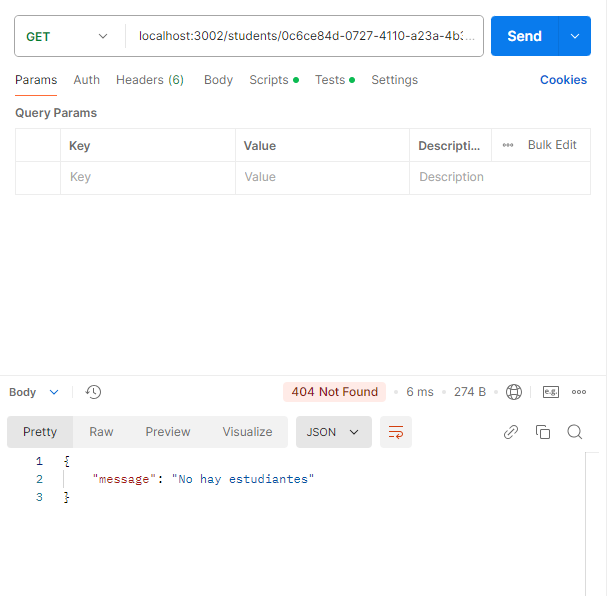 GET localhost:3002/students/0c6ce84d-0727-4110-a23a-4b... Send
Params Auth Headers (6) Body Scripts Tests Settings Cookies
Query Params
Key Value Descripti... Bulk Edit
Key Value Description
Body 404 Not Found 6 ms 274 B e.g.
Pretty Raw Preview Visualize JSON
1 {
2 "message": "No hay estudiantes"
3 }